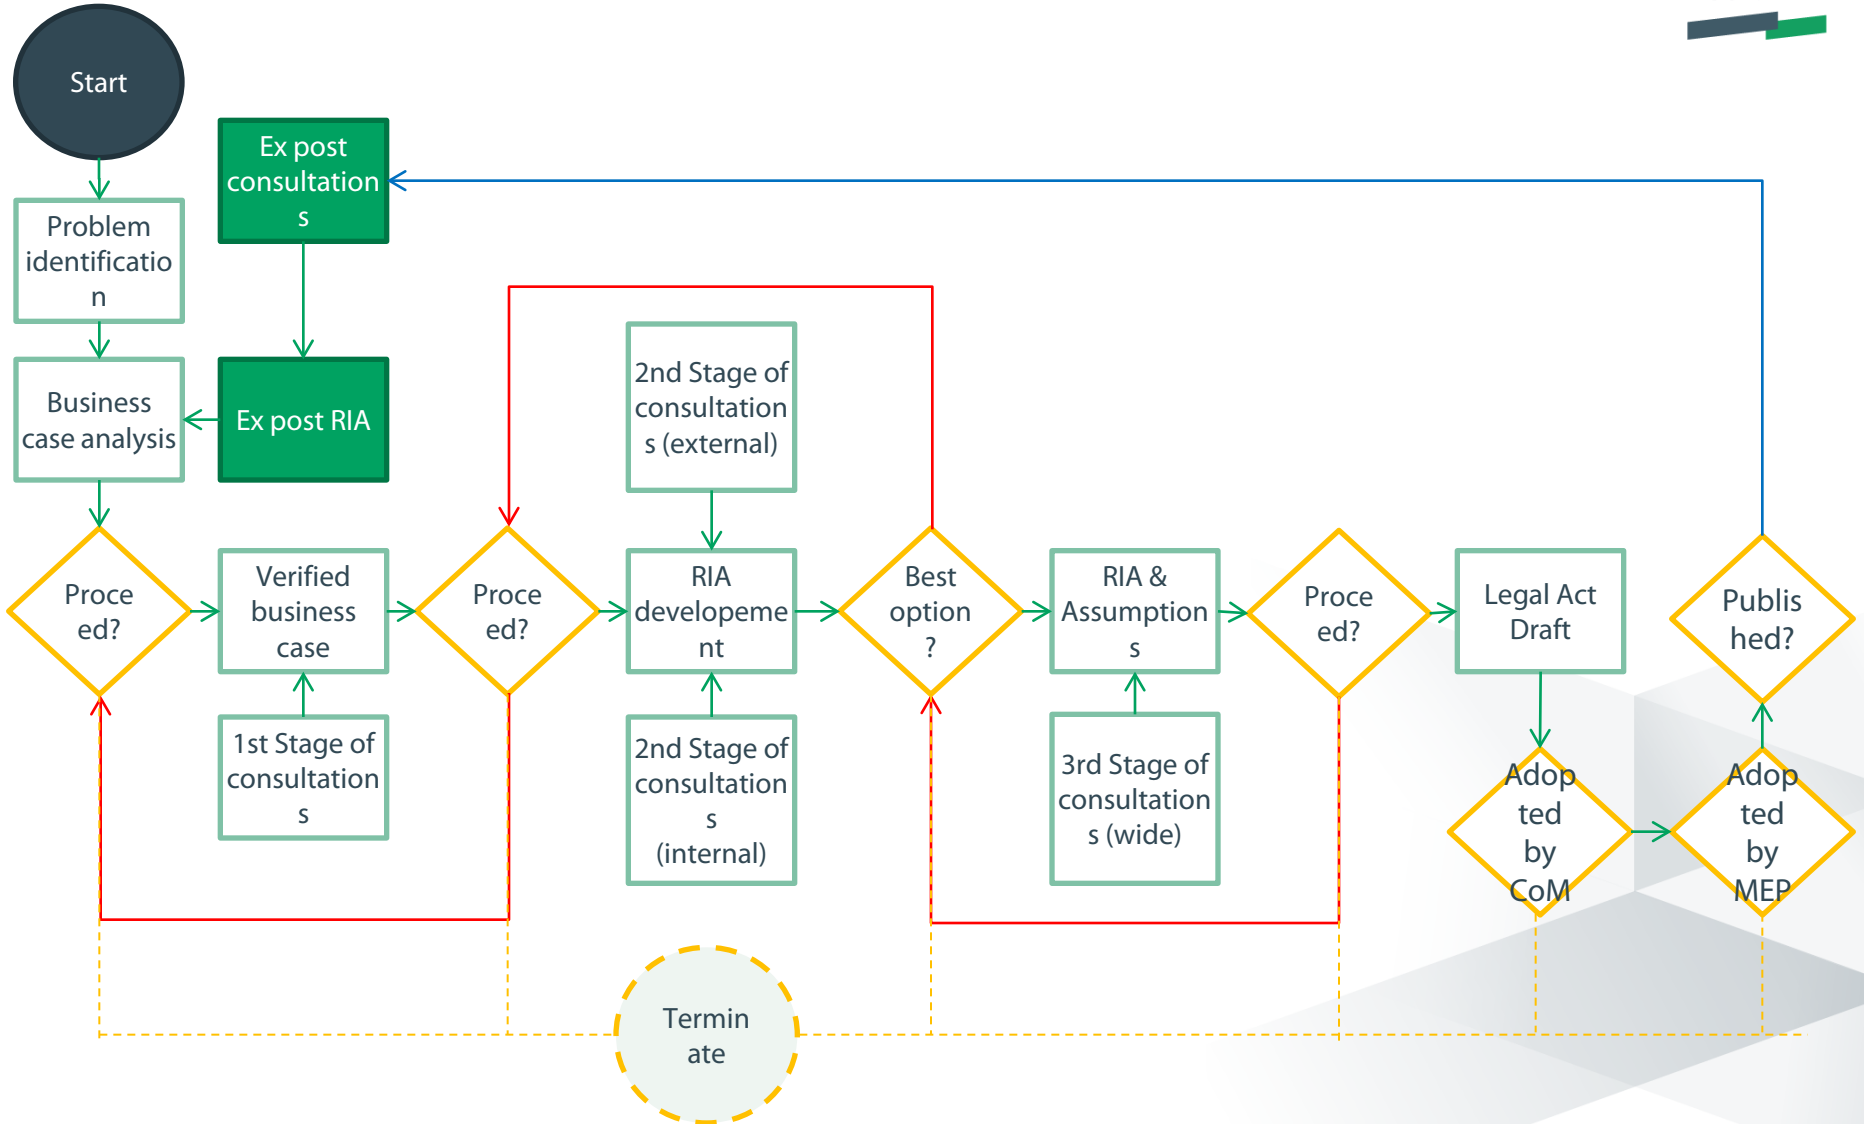 Start
Ex post
consultation
s
Problem
identificatio
n
Business
case analysis
Ex post RIA
2nd Stage of
consultation
s (external)
Proce
ed?
Verified
business
case
Proce
ed?
RIA
developeme
nt
Best
option
?
RIA &
Assumption
s
Proce
ed?
Legal Act
Draft
Publis
hed?
1st Stage of
consultation
s
2nd Stage of
consultation
s
(internal)
3rd Stage of
consultation
s (wide)
Adop
ted
by
CoM
Adop
ted
by
MEP
Termin
ate